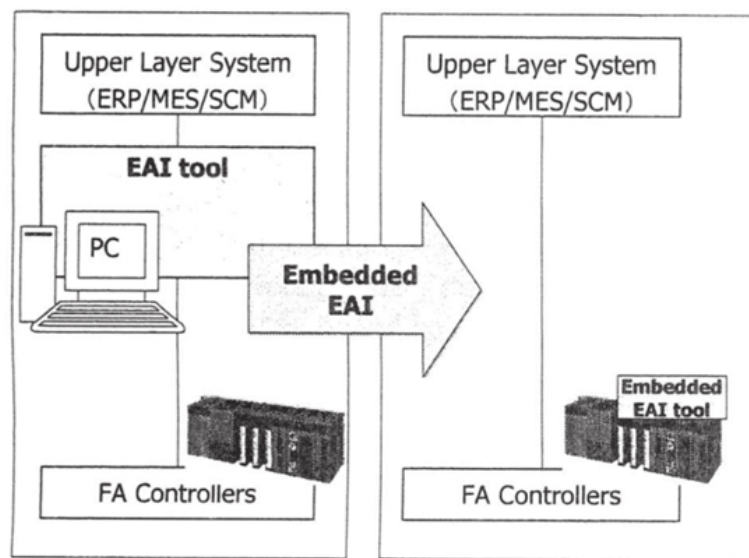 Upper Layer System
(ERP/MES/SCM)
EAI tool
PC
FA Controllers
Embedded
EAI
Upper Layer System
(ERP/MES/SCM)
Embedded
EAI tool
FA Controllers